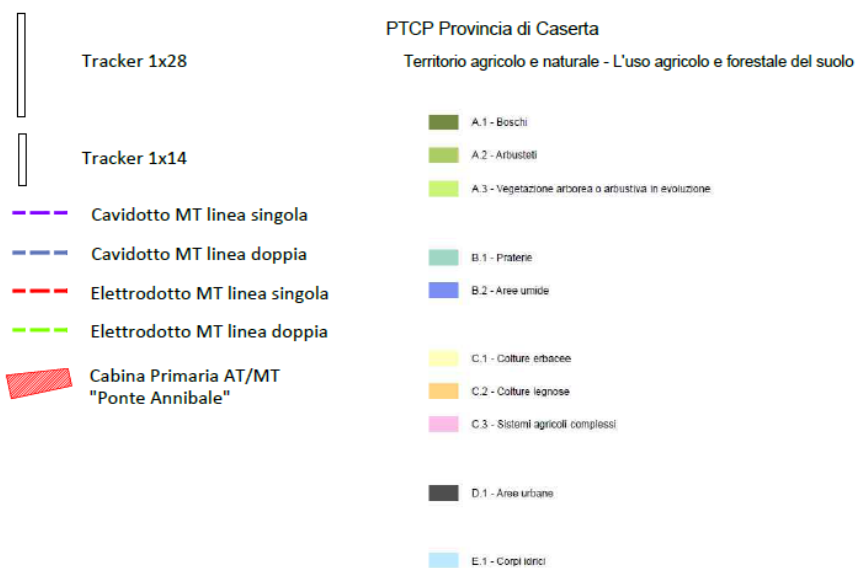 Tracker 1x28
Tracker 1x14
Cavidotto MT linea singola
Cavidotto MT linea doppia
Elettrodotto MT linea singola
Elettrodotto MT linea doppia
Cabina Primaria AT/MT
"Ponte Annibale"
PTCP Provincia di Caserta
Territorio agricolo e naturale - L'uso agricolo e forestale del suolo
A.1 - Boschi
A.2 - Arbusteti
A.3 - Vegetazione arborea o arbustiva in evoluzione
B.1 - Praterie
B.2 - Aree umide
C.1 - Colture erbacee
C.2 - Colture legnose
C.3 - Sistemi agricoli complessi
D.1 - Aree urbane
E.1 - Corpi idrici